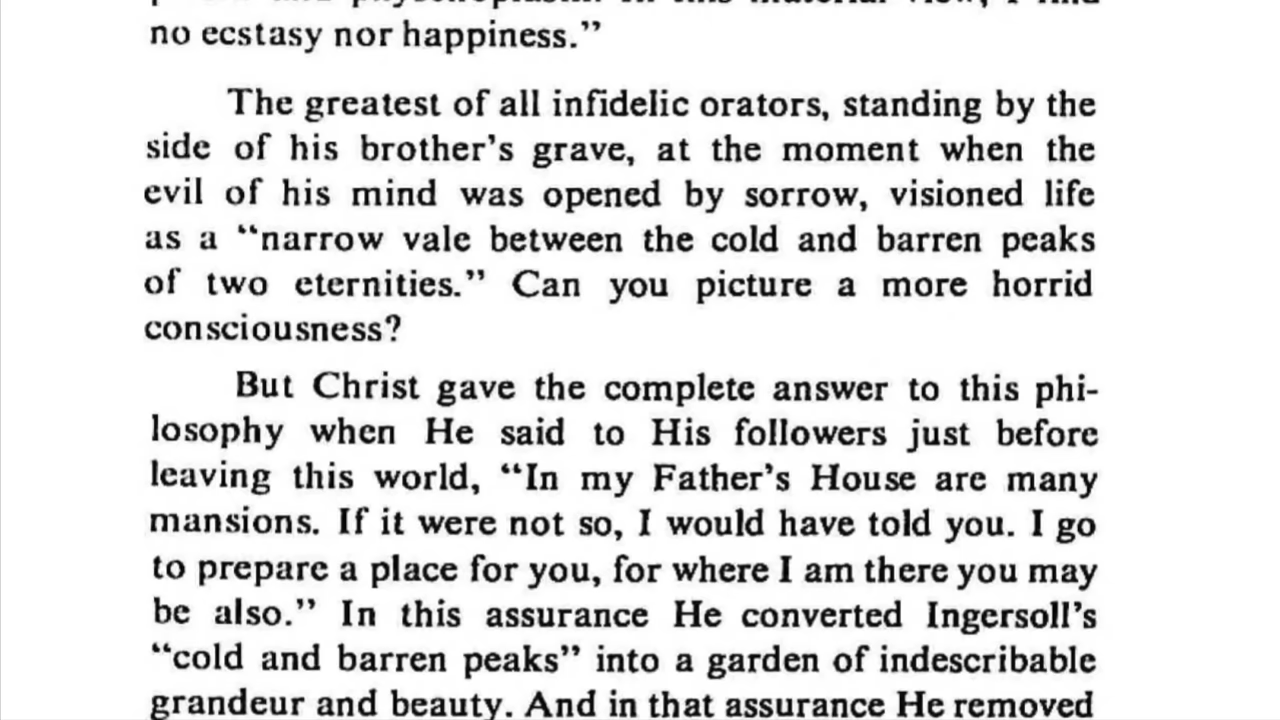 no ecstasy nor happiness.”
The greatest of all infidelic orators, standing by the
side of his brother’s grave, at the moment when the
evil of his mind was opened by sorrow, visioned life
as a “narrow vale between the cold and barren peaks
of two eternities.” Can you picture a more horrid
consciousness?
But Christ gave the complete answer to this phi-
losophy when He said to His followers just before
leaving this world, “In my Father’s House are many
mansions. If it were not so, I would have told you. I go
to prepare a place for you, for where I am there you may
be also.” In this assurance He converted Ingersoll’s
“cold and barren peaks” into a garden of indescribable
grandeur and beauty. And in that assurance He removed